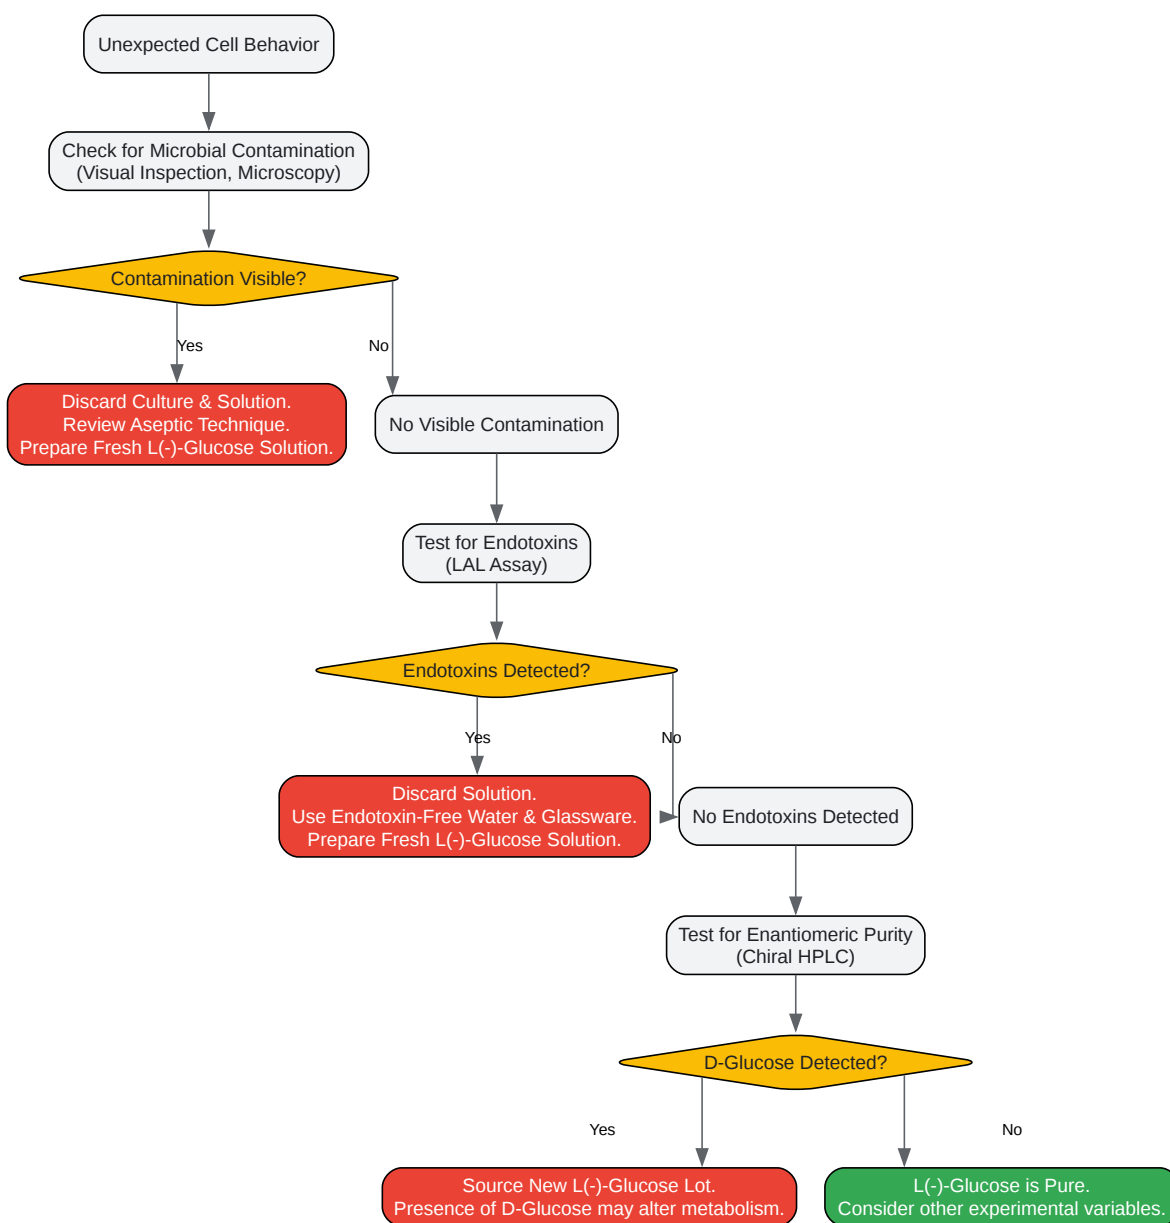 Unexpected Cell Behavior
Check for Microbial Contamination
(Visual Inspection, Microscopy)
Contamination Visible?
Yes
No
Discard Culture & Solution.
Review Aseptic Technique.
Prepare Fresh L(-)-Glucose Solution.
No Visible Contamination
Test for Endotoxins
(LAL Assay)
Endotoxins Detected?
Yes
No
Discard Solution.
Use Endotoxin-Free Water & Glassware.
Prepare Fresh L(-)-Glucose Solution.
No Endotoxins Detected
Test for Enantiomeric Purity
(Chiral HPLC)
D-Glucose Detected?
Yes
No
Source New L(-)-Glucose Lot.
Presence of D-Glucose may alter metabolism.
L(-)-Glucose is Pure.
Consider other experimental variables.